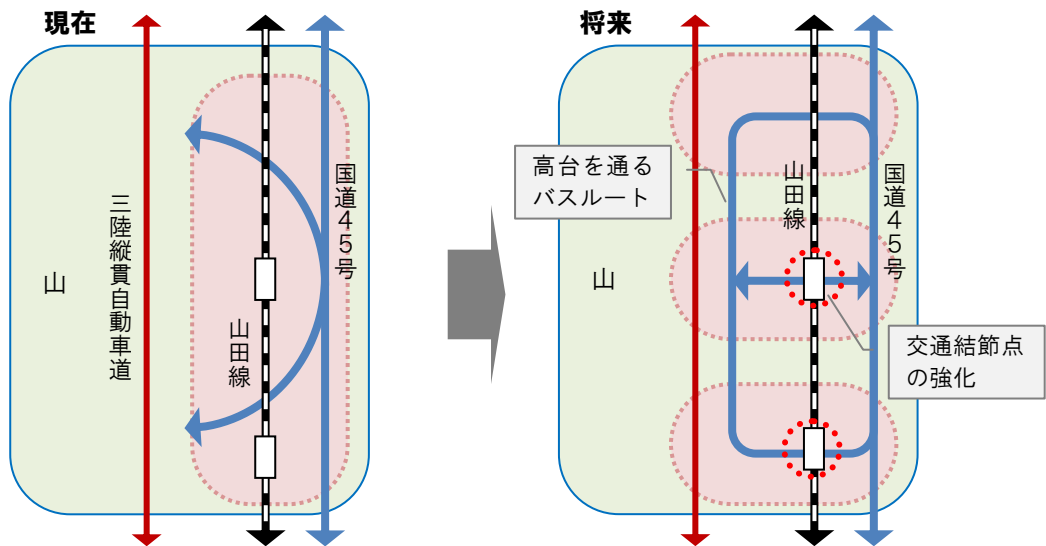 現在
三陸縦貫自動車道
山
山田線
国道45号
将来
高台を通る
バスルート
山
山田線
国道45号
交通結節点
の強化